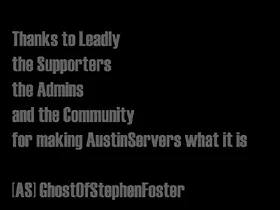 Thanks to Leadly
the Supporters
the Admins
and the Community
for making AustinServers what it is
[AS] GhostOfStephenFoster